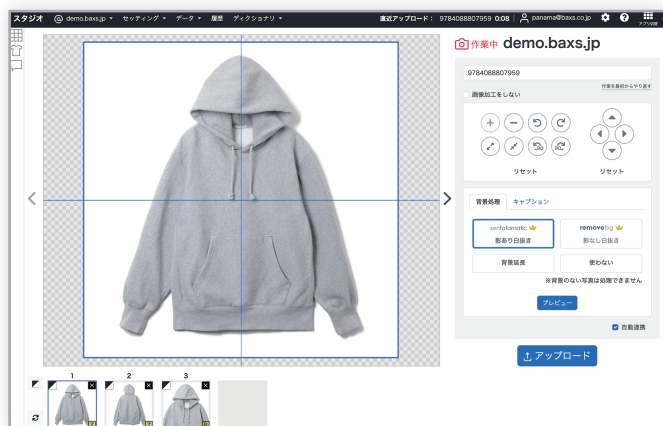 スタジオ @ demo.baxs.jp セッティング データ 履歴 ディクショナリ 直近アップロード： 9784088807959 0:08 panama@baxs.co.jp アプリ切替
作業中 demo.baxs.jp
9784088807959
作業を最初からやり直す
画像加工をしない
90 90
リセット リセット
背景処理 キャプション
zenfotomatic removebg
影あり白抜き 影なし白抜き
背景延長 使わない
※背景のない写真は処理できません
プレビュー
自動連携
アップロード
1 2 3